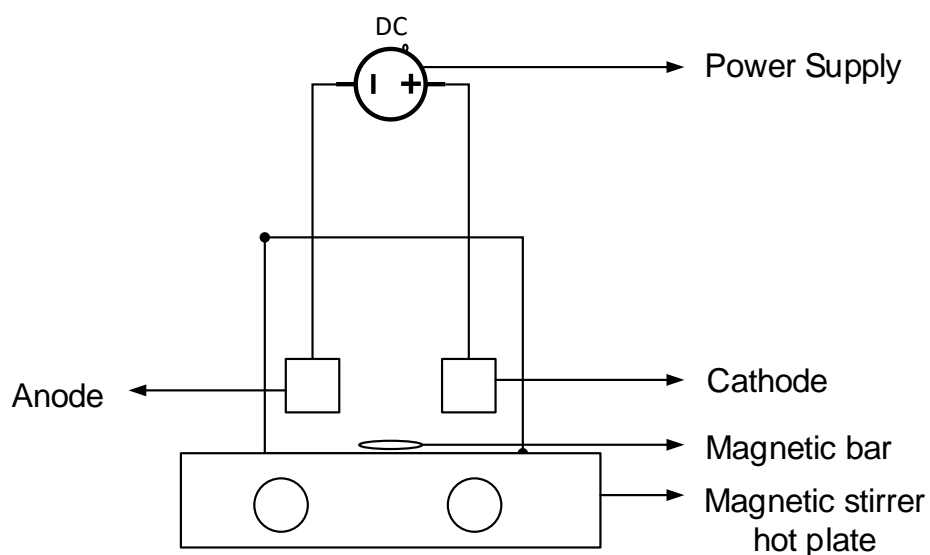 DC
Power Supply
Anode
Cathode
Magnetic bar
Magnetic stirrer
hot plate